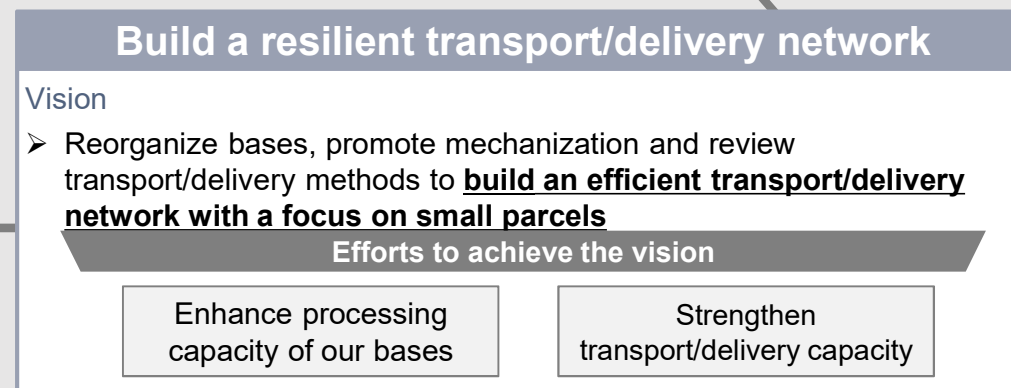 Build a resilient transport/delivery network
Vision
➢ Reorganize bases, promote mechanization and review
transport/delivery methods to build an efficient transport/delivery
network with a focus on small parcels
Efforts to achieve the vision
Enhance processing
capacity of our bases
Strengthen
transport/delivery capacity